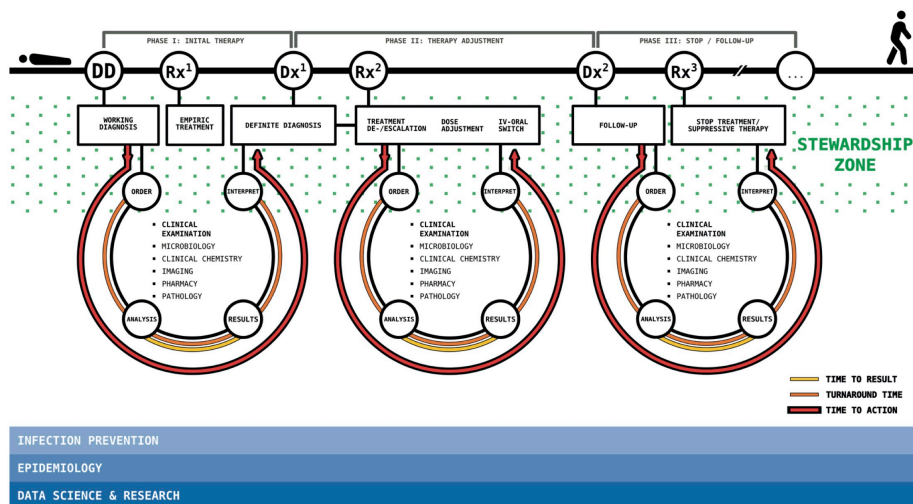 PHASE I: INITAL THERAPY
PHASE II: THERAPY ADJUSTMENT
PHASE III: STOP / FOLLOW-UP
DD
Rx1
Dx1
Rx2
Dx2
Rx3
...
WORKING
DIAGNOSIS
EMPIRIC
TREATMENT
DEFINITE DIAGNOSIS
TREATMENT
DE-/ESCALATION
DOSE
ADJUSTMENT
IV-ORAL
SWITCH
FOLLOW-UP
STOP TREATMENT/
SUPPRESSIVE THERAPY
STEWARDSHIP
ZONE
ORDER
INTERPRET
▪ CLINICAL
EXAMINATION
▪ MICROBIOLOGY
▪ CLINICAL CHEMISTRY
▪ IMAGING
▪ PHARMACY
▪ PATHOLOGY
ANALYSIS
RESULTS
ORDER
INTERPRET
▪ CLINICAL
EXAMINATION
▪ MICROBIOLOGY
▪ CLINICAL CHEMISTRY
▪ IMAGING
▪ PHARMACY
▪ PATHOLOGY
ANALYSIS
RESULTS
ORDER
INTERPRET
▪ CLINICAL
EXAMINATION
▪ MICROBIOLOGY
▪ CLINICAL CHEMISTRY
▪ IMAGING
▪ PHARMACY
▪ PATHOLOGY
ANALYSIS
RESULTS
TIME TO RESULT
TURNAROUND TIME
TIME TO ACTION
INFECTION PREVENTION
EPIDEMIOLOGY
DATA SCIENCE & RESEARCH